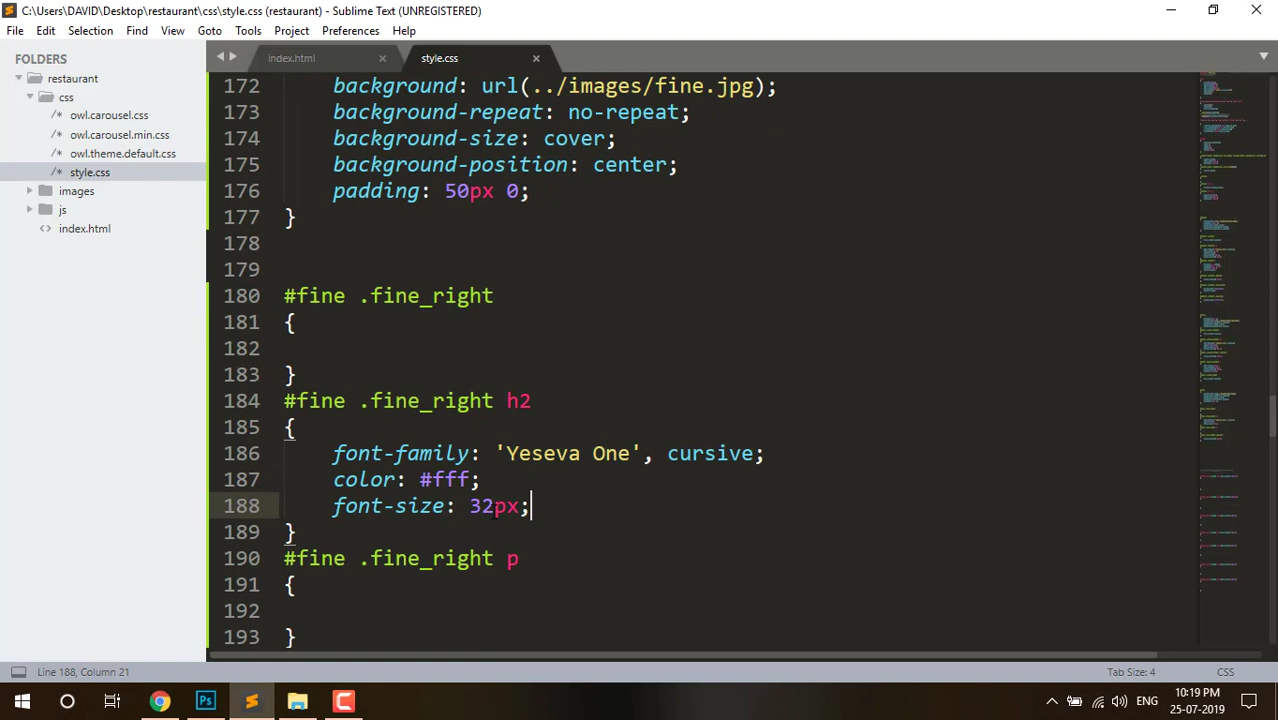 C:\Users\DAVID\Desktop\restaurant\css\style.css (restaurant) - Sublime Text (UNREGISTERED)
File Edit Selection Find View Goto Tools Project Preferences Help
FOLDERS
restaurant
css
owl.carousel.css
owl.carousel.min.css
owl.theme.default.css
style.css
images
js
index.html
index.html
style.css
172 background: url(../images/fine.jpg);
173 background-repeat: no-repeat;
174 background-size: cover;
175 background-position: center;
176 padding: 50px 0;
177 }
178
179
180 #fine .fine_right
181 {
182
183 }
184 #fine .fine_right h2
185 {
186 font-family: 'Yeseva One', cursive;
187 color: #fff;
188 font-size: 32px;
189 }
190 #fine .fine_right p
191 {
192
193 }
Line 188, Column 21
Tab Size: 4
CSS
Ps
ENG
10:19 PM
25-07-2019